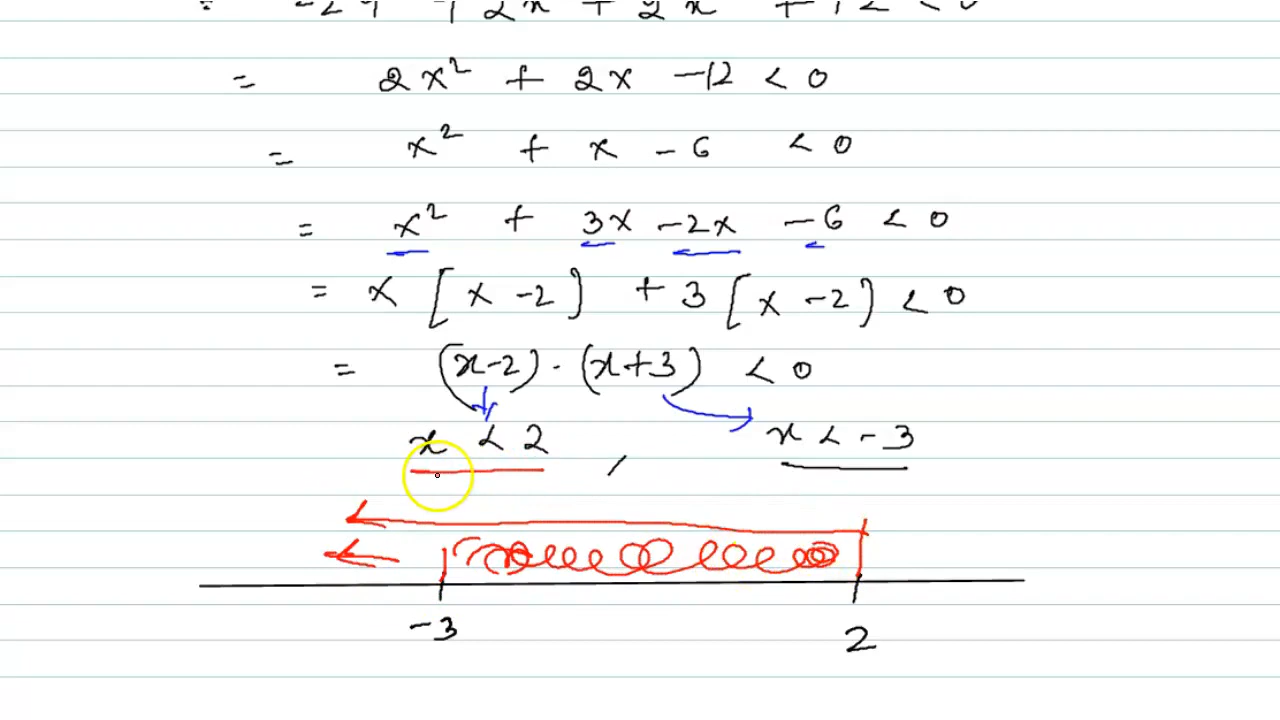 = 2x² + 2x -12 < 0
= x² + x - 6 < 0
= x² + 3x -2x -6 < 0
= x [x -2] + 3 [x -2] < 0
= (x-2) · (x+3) < 0
x < 2 , x < -3
-3 2